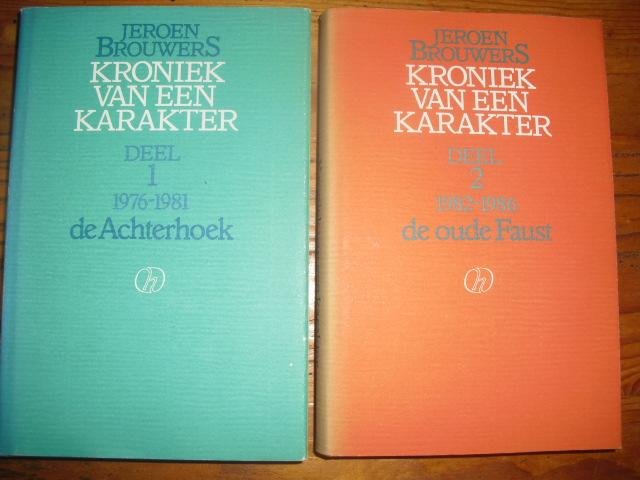 JEROEN
BROUWERS
KRONIEK
VAN EEN
KARAKTER
DEEL
1
1976-1981
de Achterhoek
h
JEROEN
BROUWERS
KRONIEK
VAN EEN
KARAKTER
DEEL
2
1982-1986
de oude Faust
h